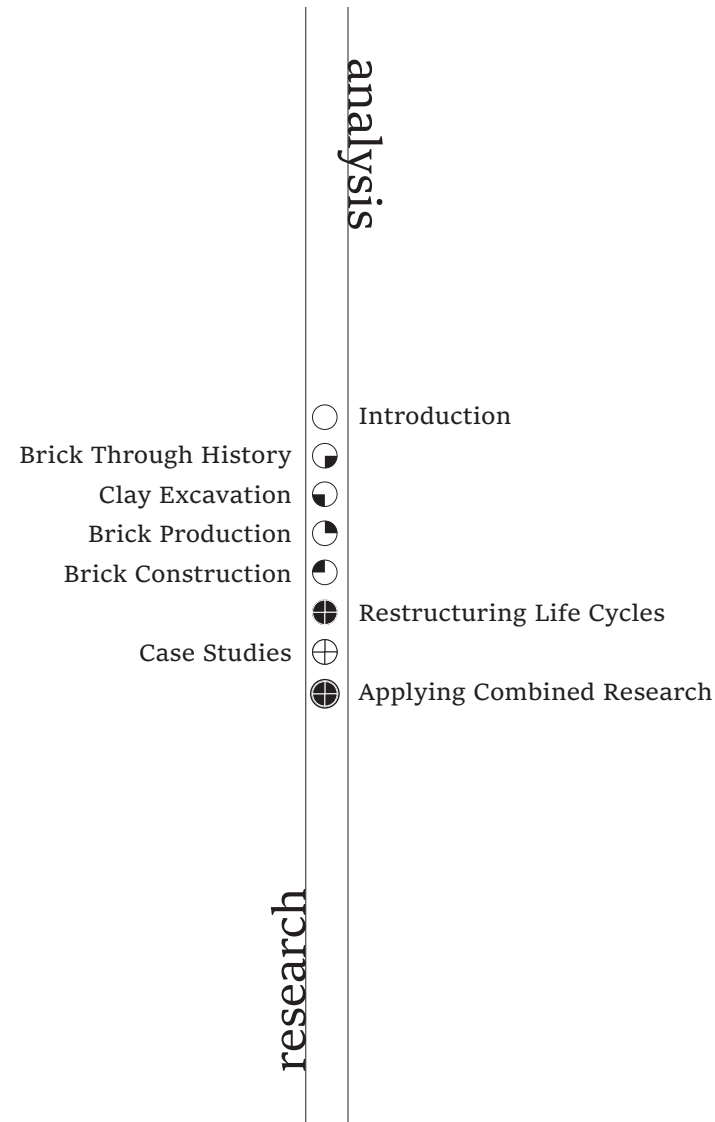 analysis
Introduction
Brick Through History
Clay Excavation
Brick Production
Brick Construction
Restructuring Life Cycles
Case Studies
Applying Combined Research
research